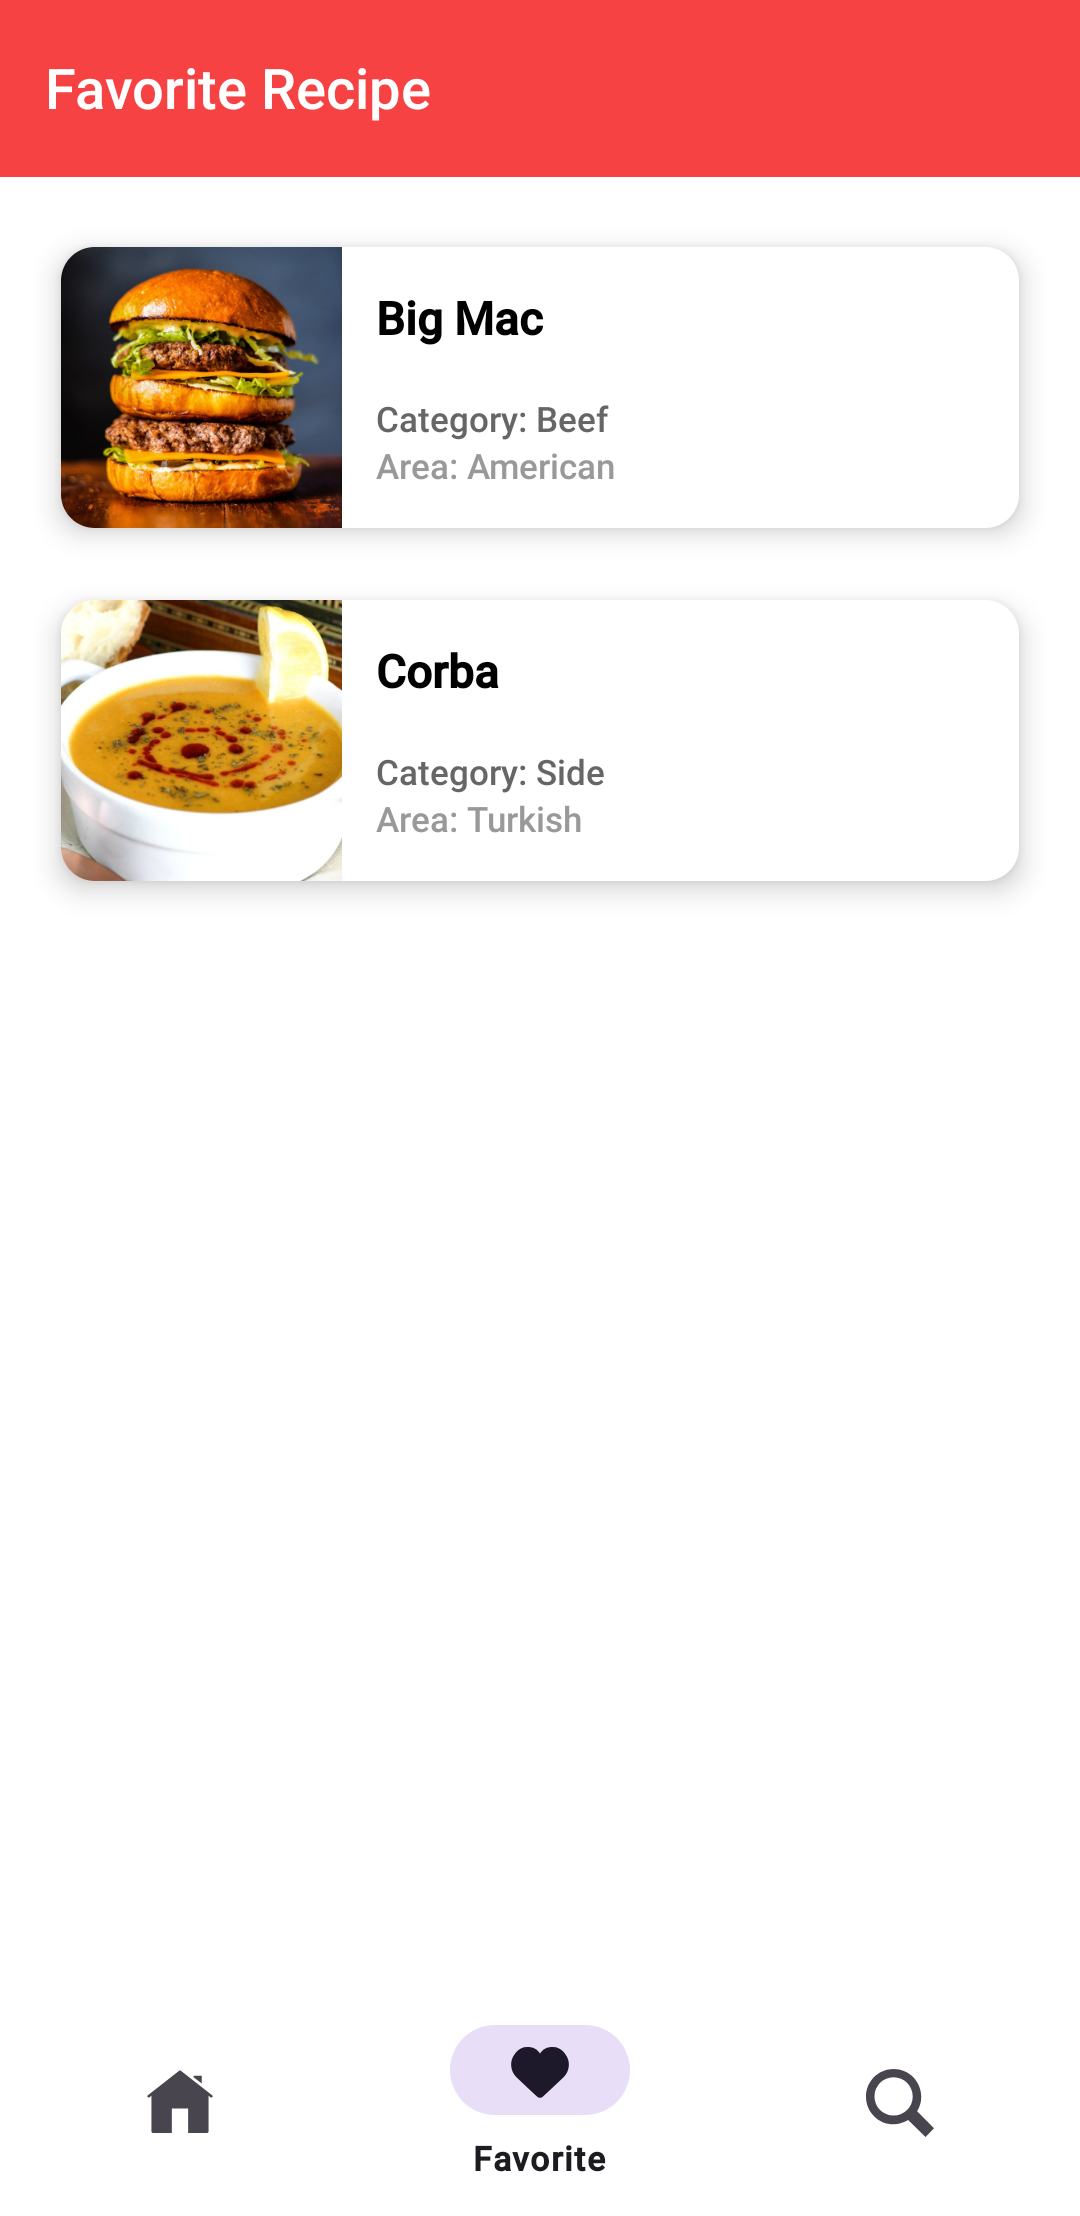 Favorite Recipe
Big Mac
Category: Beef
Area: American
Corba
Category: Side
Area: Turkish
Favorite